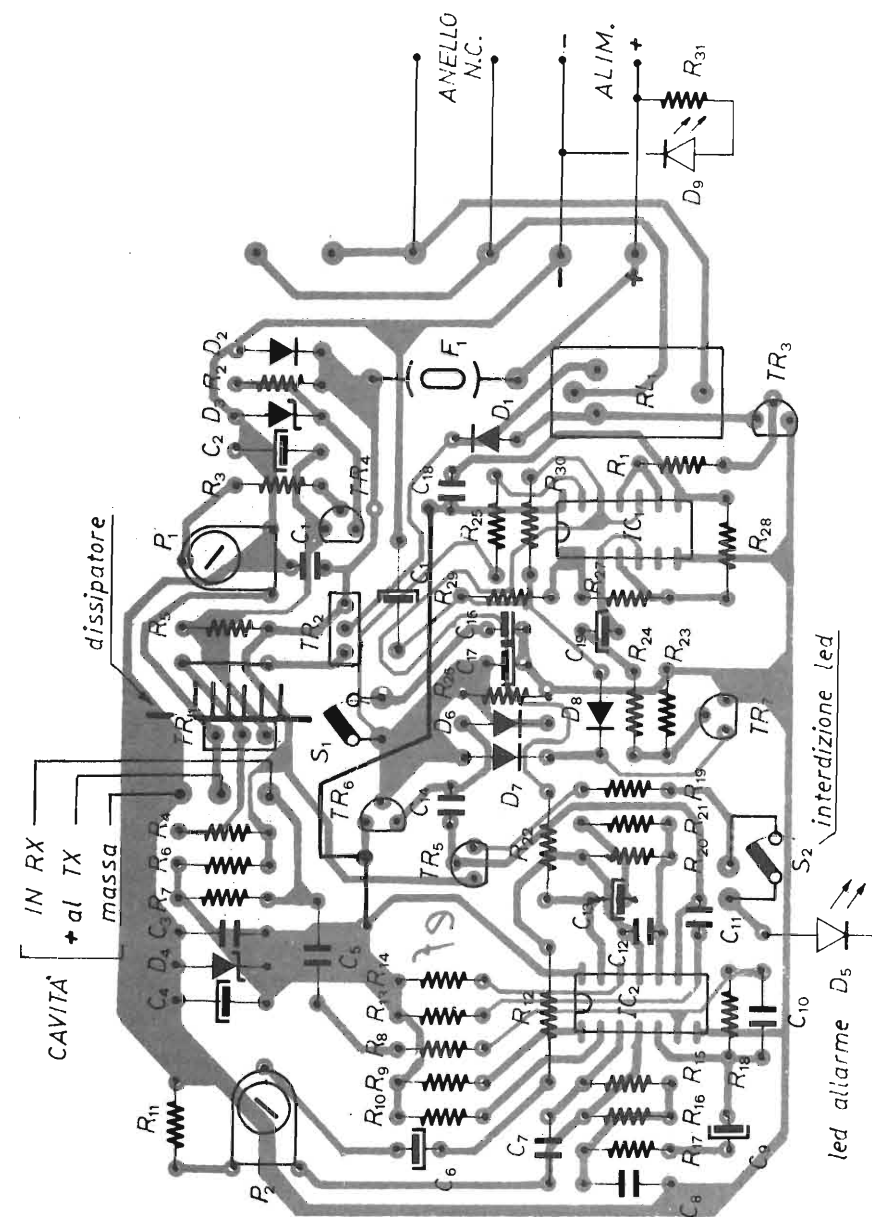 ANELLO
N.C.
ALIM.
-
+
R31
D9
-
+
D2
R2
D3
C2
R3
P1
TR4
C1
F1
D1
RL1
TR3
C18
R25
R30
R1
IC1
R28
R29
R27
C1
TR2
R5
dissipatore
TR1
S1
C16
C17
R26
C19
R24
R23
D6
D8
D7
TR7
TR6
C14
TR5
R22
R19
R21
R20
S2
interdizione led
IN RX
+ al TX
massa
CAVITA'
R4
R6
R7
C3
D4
C4
C5
R14
R13
R8
R9
R10
R12
C13
C12
C11
IC2
led allarme D5
C10
R18
R15
R16
R17
C9
C8
C7
C6
R11
P2